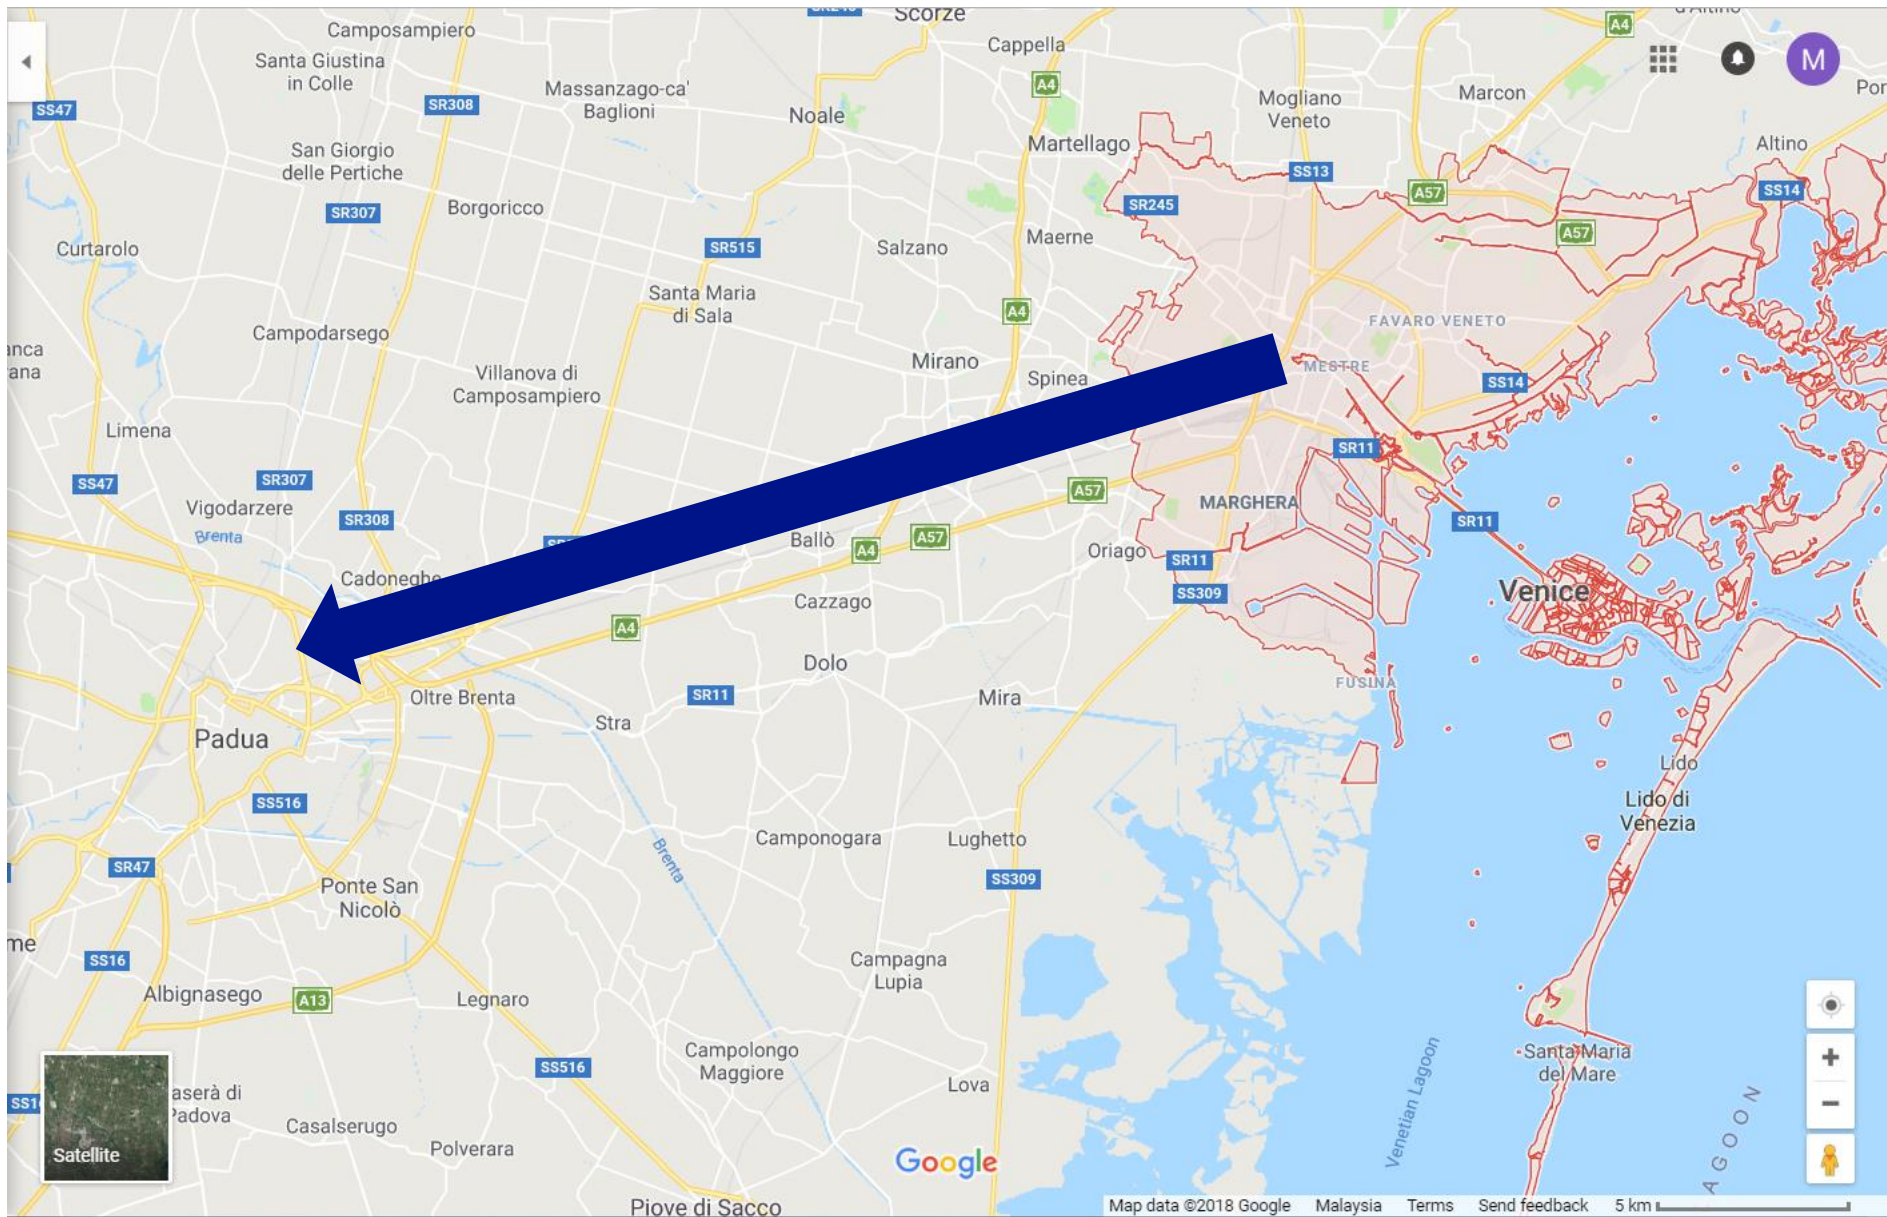 Camposampiero
Scorze
Cappella
Santa Giustina
in Colle
A4
M
SS47
SR308
Massanzago-ca'
Baglioni
A4
Mogliano
Veneto
Marcon
Noale
Martellago
Altino
San Giorgio
delle Pertiche
SS13
SR307
Borgoricco
SR245
A57
SS14
Curtarolo
SR515
Salzano
Maerne
A57
Santa Maria
di Sala
A4
Campodarsego
FAVARO VENETO
Mirano
Villanova di
Camposampiero
Spinea
MESTRE
SS14
Limena
SR11
SS47
SR307
A57
Vigodarzere
MARGHERA
SR308
SR11
Brenta
Ballò
A57
A4
Oriago
SR11
Cadoneghe
Cazzago
SS309
Venice
A4
Dolo
Oltre Brenta
SR11
Mira
FUSINA
Stra
Padua
Lido
SS516
Lido di
Venezia
Camponogara
Lughetto
Brenta
SR47
Ponte San
Nicolò
SS309
SS16
Campagna
Lupia
Albignasego
A13
Legnaro
Campolongo
Maggiore
Santa Maria
del Mare
SS516
Lova
Venetian Lagoon
Casalserugo
Polverara
Satellite
Google
Piove di Sacco
Map data ©2018 Google Malaysia Terms Send feedback 5 km